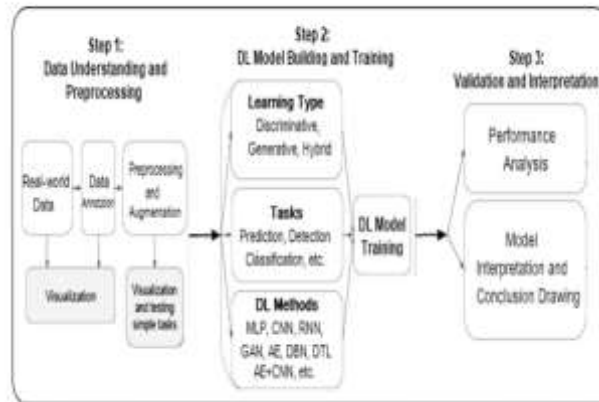 Step 1:
Data Understanding and
Preprocessing
Real-world
Data
Data
Annotation
Preprocessing
and
Augmentation
Visualization
Visualization
and testing
simple tasks
Step 2:
DL Model Building and Training
Learning Type
Discriminative,
Generative, Hybrid
Tasks
Prediction, Detection
Classification, etc.
DL Methods
MLP, CNN, RNN,
GAN, AE, DBN, DTL
AE+CNN, etc.
DL Model
Training
Step 3:
Validation and Interpretation
Performance
Analysis
Model
Interpretation and
Conclusion Drawing